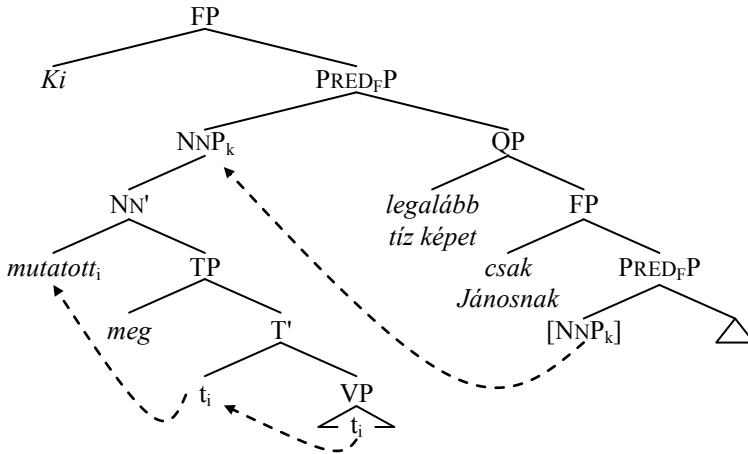 FP
Ki PREDFP
NNPk QP
NN' legalább
tíz képet FP
mutatotti TP csak
Jánosnak PREDFP
meg T' [NNPk]
ti VP
ti